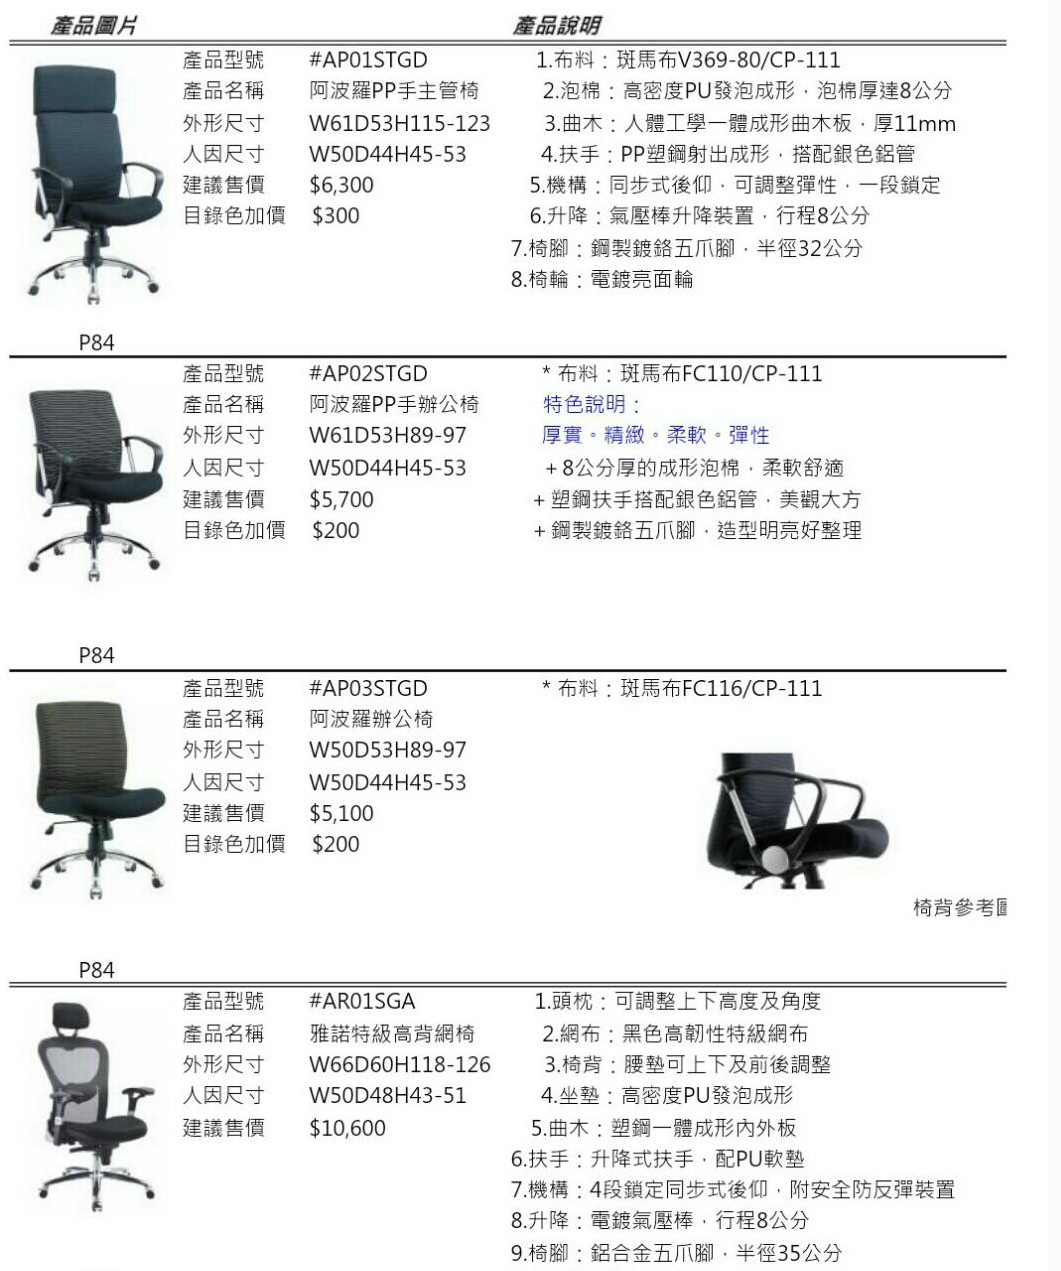 產品圖片 產品說明
產品型號 #AP01STGD 1.布料：斑馬布V369-80/CP-111
產品名稱 阿波羅PP手主管椅 2.泡棉：高密度PU發泡成形，泡棉厚達8公分
外形尺寸 W61D53H115-123 3.曲木：人體工學一體成形曲木板，厚11mm
人因尺寸 W50D44H45-53 4.扶手：PP塑鋼射出成形，搭配銀色鋁管
建議售價 $6,300 5.機構：同步式後仰，可調整彈性，一段鎖定
目錄色加價 $300 6.升降：氣壓棒升降裝置，行程8公分
7.椅腳：鋼製鍍鉻五爪腳，半徑32公分
8.椅輪：電鍍亮面輪
P84
產品型號 #AP02STGD * 布料：斑馬布FC110/CP-111
產品名稱 阿波羅PP手辦公椅 特色說明：
外形尺寸 W61D53H89-97 厚實。精緻。柔軟。彈性
人因尺寸 W50D44H45-53 +8公分厚的成形泡棉，柔軟舒適
建議售價 $5,700 +塑鋼扶手搭配銀色鋁管，美觀大方
目錄色加價 $200 +鋼製鍍鉻五爪腳，造型明亮好整理
P84
產品型號 #AP03STGD * 布料：斑馬布FC116/CP-111
產品名稱 阿波羅辦公椅
外形尺寸 W50D53H89-97
人因尺寸 W50D44H45-53
建議售價 $5,100
目錄色加價 $200
椅背參考圖
P84
產品型號 #AR01SGA 1.頭枕：可調整上下高度及角度
產品名稱 雅諾特級高背網椅 2.網布：黑色高韌性特級網布
外形尺寸 W66D60H118-126 3.椅背：腰墊可上下及前後調整
人因尺寸 W50D48H43-51 4.坐墊：高密度PU發泡成形
建議售價 $10,600 5.曲木：塑鋼一體成形內外板
6.扶手：升降式扶手，配PU軟墊
7.機構：4段鎖定同步式後仰，附安全防反彈裝置
8.升降：電鍍氣壓棒，行程8公分
9.椅腳：鋁合金五爪腳，半徑35公分